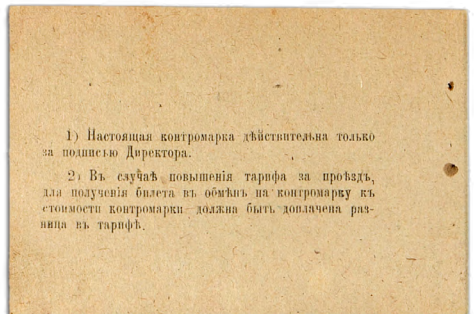 1) Настоящая контромарка дѣйствительна только
за подписью Директора.
2) Въ случаѣ повышенія тарифа за проѣздъ,
для полученія билета въ обмѣнъ на контромарку къ
стоимости контромарки должна быть доплачена раз-
ница въ тарифѣ.